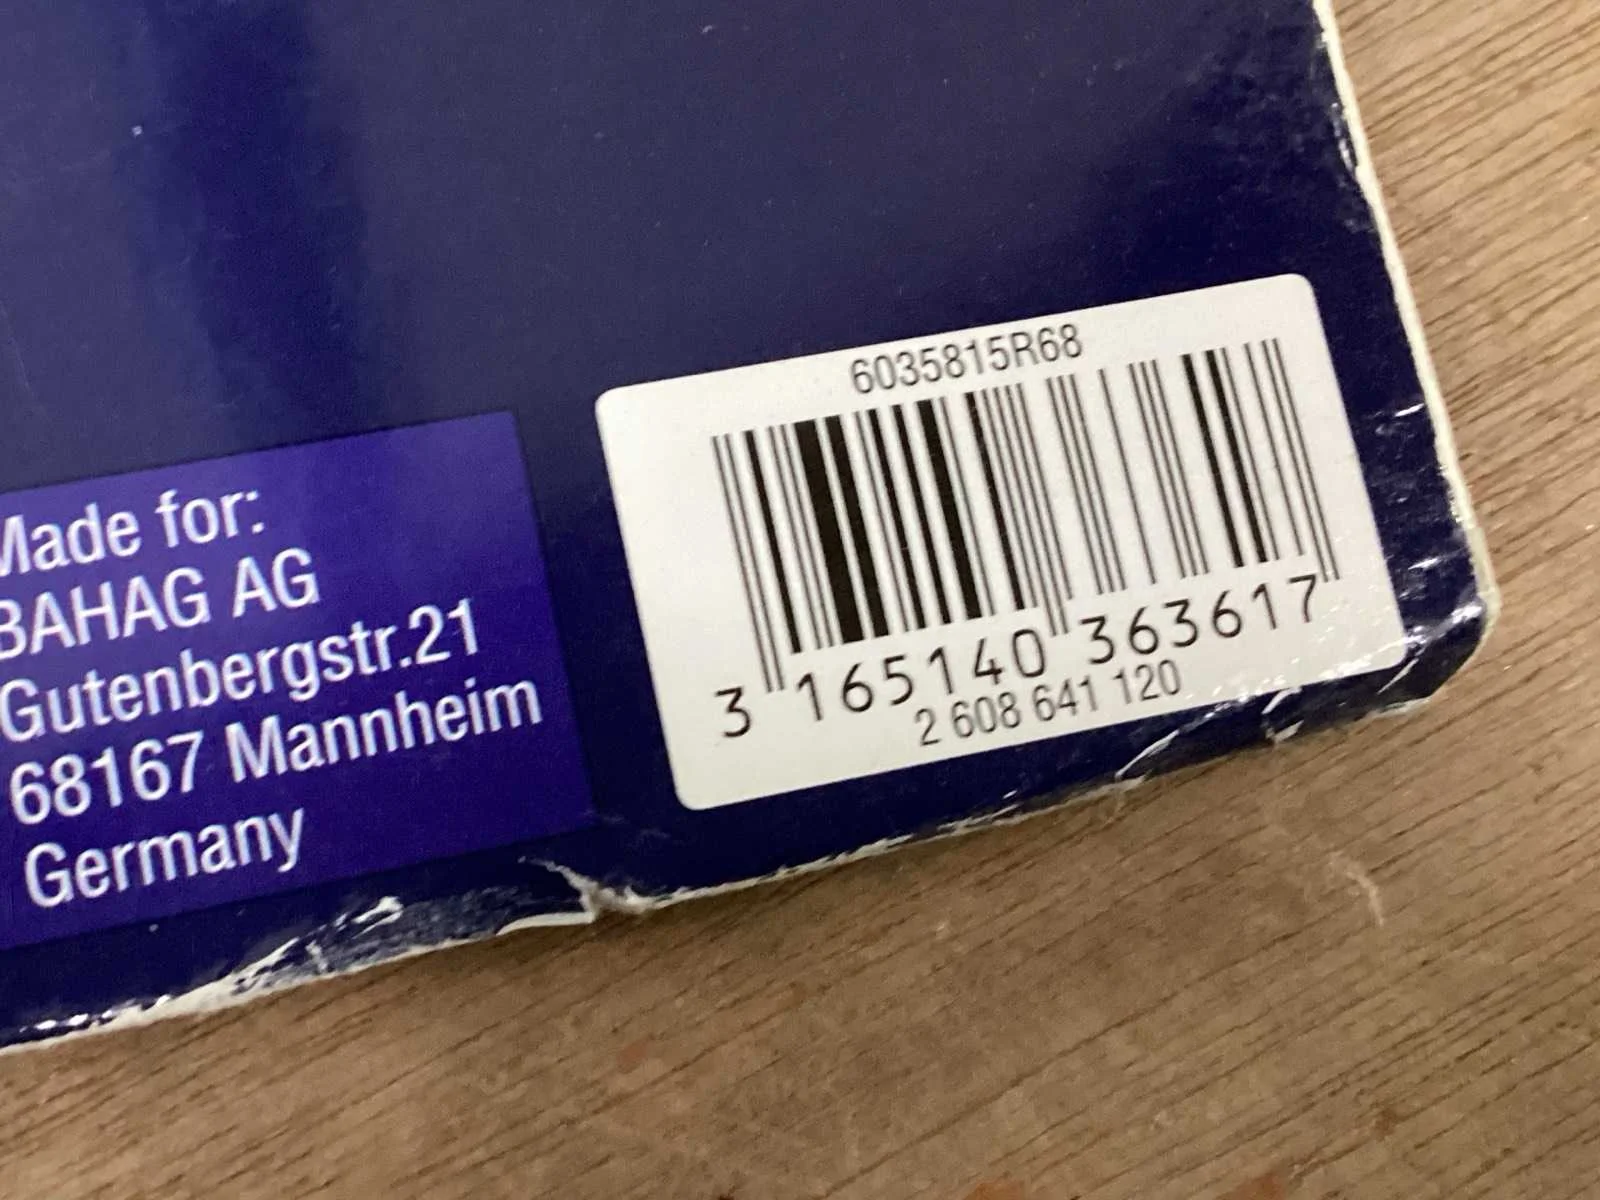 Made for:
BAHAG AG
Gutenbergstr.21
68167 Mannheim
Germany
6035815R68
3 165140 363617
2 608 641 120